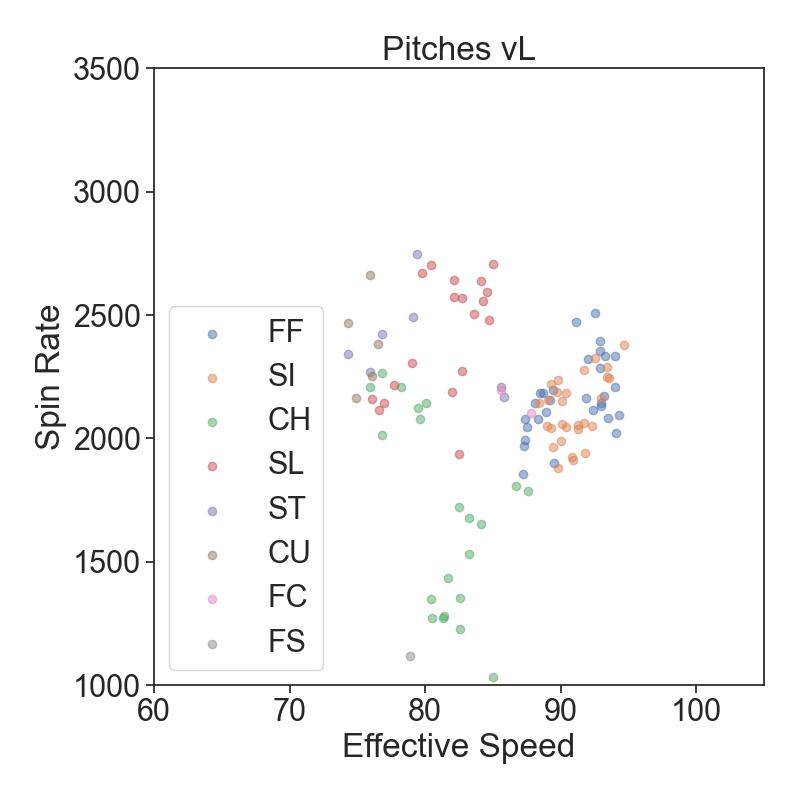 Pitches vL
3500
3000
2500
2000
1500
1000
Spin Rate
FF
SI
CH
SL
ST
CU
FC
FS
60 70 80 90 100
Effective Speed